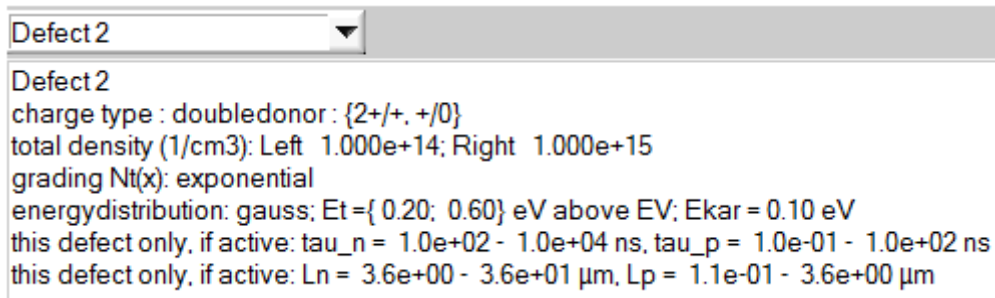 Defect 2
Defect 2
charge type : doubledonor : {2+/+, +/0}
total density (1/cm3): Left 1.000e+14; Right 1.000e+15
grading Nt(x): exponential
energydistribution: gauss; Et ={ 0.20; 0.60} eV above EV; Ekar = 0.10 eV
this defect only, if active: tau_n = 1.0e+02 - 1.0e+04 ns, tau_p = 1.0e-01 - 1.0e+02 ns
this defect only, if active: Ln = 3.6e+00 - 3.6e+01 µm, Lp = 1.1e-01 - 3.6e+00 µm